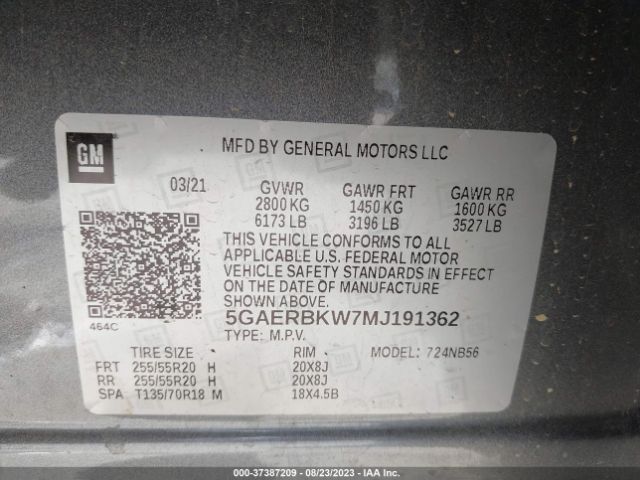 GM
MFD BY GENERAL MOTORS LLC
03/21 GVWR GAWR FRT GAWR RR
2800 KG 1450 KG 1600 KG
6173 LB 3196 LB 3527 LB
THIS VEHICLE CONFORMS TO ALL
APPLICABLE U.S. FEDERAL MOTOR
VEHICLE SAFETY STANDARDS IN EFFECT
ON THE DATE OF MANUFACTURE
464C
5GAERBKW7MJ191362
TYPE: M.P.V.
TIRE SIZE RIM MODEL: 724NB56
FRT 255/55R20 H 20X8J
RR 255/55R20 H 20X8J
SPA T135/70R18 M 18X4.5B
000-37387209 - 08/23/2023 - IAA Inc.